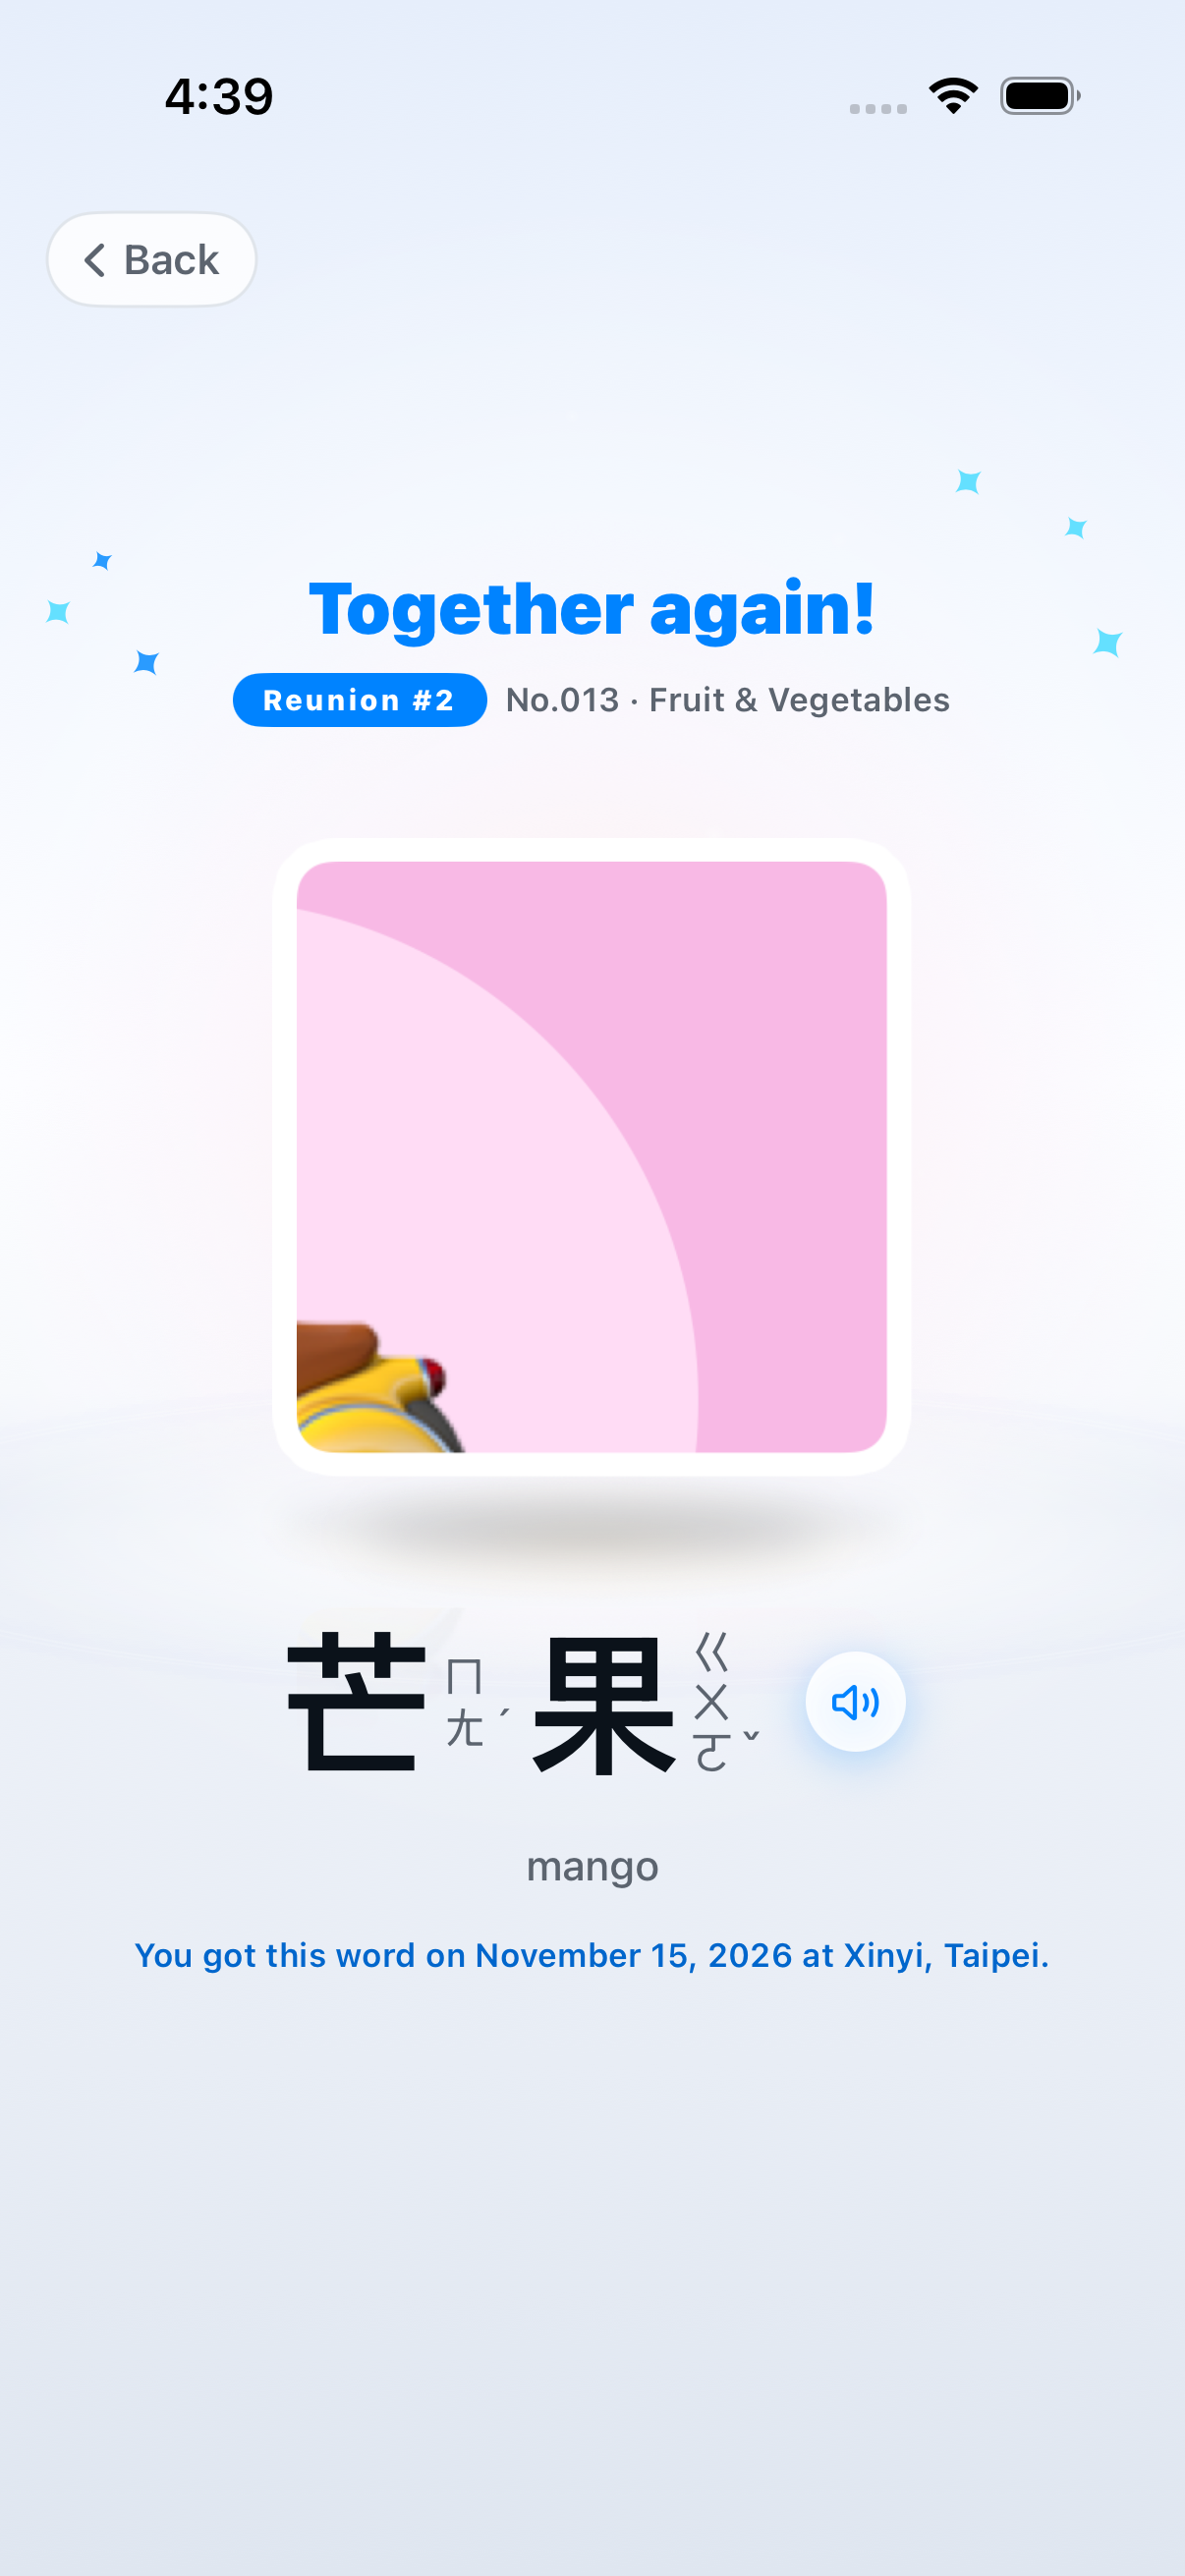 4:39
Back
Together again!
Reunion #2 No.013 · Fruit & Vegetables
芒ㄇㄤˊ果ㄍㄨㄛˇ
mango
You got this word on November 15, 2026 at Xinyi, Taipei.